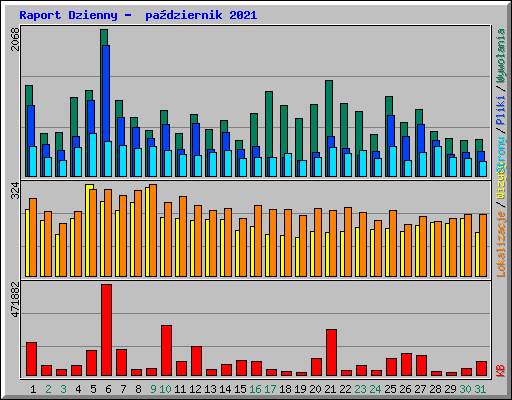 Raport Dzienny -  październik 2021
2068
324
471882
Wywołania / Pliki / Strony
Lokalizacje / Wizyt
KB
1 2 3 4 5 6 7 8 9 10 11 12 13 14 15 16 17 18 19 20 21 22 23 24 25 26 27 28 29 30 31